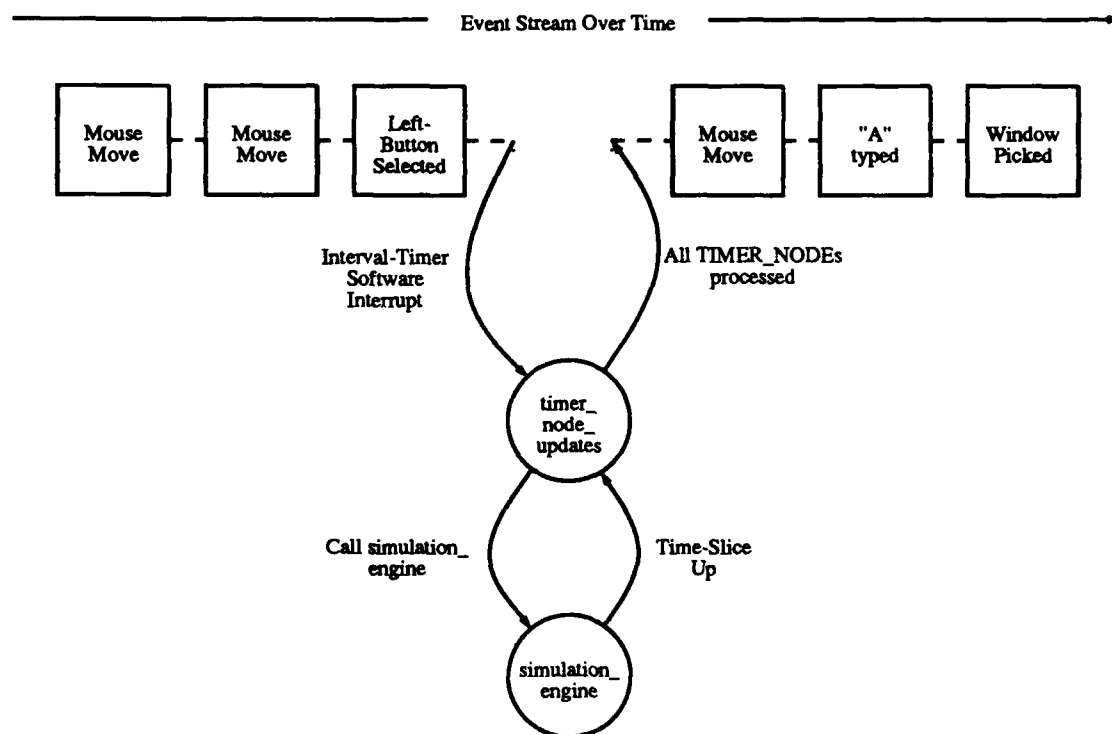 Event Stream Over Time
Mouse
Move
Mouse
Move
Left-
Button
Selected
Mouse
Move
"A"
typed
Window
Picked
Interval-Timer
Software
Interrupt
All TIMER_NODEs
processed
timer_
node_
updates
Call simulation_
engine
Time-Slice
Up
simulation_
engine